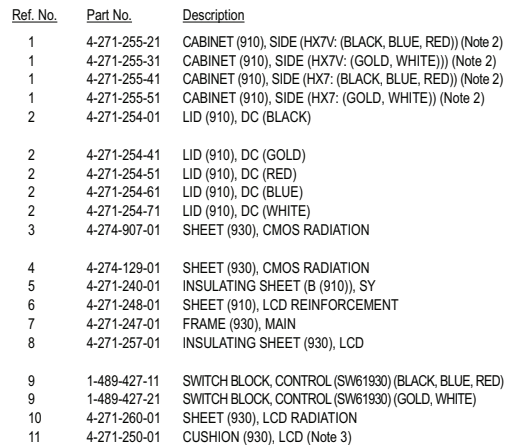 Ref. No. Part No. Description
1 4-271-255-21 CABINET (910), SIDE (HX7V: (BLACK, BLUE, RED)) (Note 2)
1 4-271-255-31 CABINET (910), SIDE (HX7V: (GOLD, WHITE))) (Note 2)
1 4-271-255-41 CABINET (910), SIDE (HX7: (BLACK, BLUE, RED)) (Note 2)
1 4-271-255-51 CABINET (910), SIDE (HX7: (GOLD, WHITE)) (Note 2)
2 4-271-254-01 LID (910), DC (BLACK)
2 4-271-254-41 LID (910), DC (GOLD)
2 4-271-254-51 LID (910), DC (RED)
2 4-271-254-61 LID (910), DC (BLUE)
2 4-271-254-71 LID (910), DC (WHITE)
3 4-274-907-01 SHEET (930), CMOS RADIATION
4 4-274-129-01 SHEET (930), CMOS RADIATION
5 4-271-240-01 INSULATING SHEET (B (910)), SY
6 4-271-248-01 SHEET (910), LCD REINFORCEMENT
7 4-271-247-01 FRAME (930), MAIN
8 4-271-257-01 INSULATING SHEET (930), LCD
9 1-489-427-11 SWITCH BLOCK, CONTROL (SW61930) (BLACK, BLUE, RED)
9 1-489-427-21 SWITCH BLOCK, CONTROL (SW61930) (GOLD, WHITE)
10 4-271-260-01 SHEET (930), LCD RADIATION
11 4-271-250-01 CUSHION (930), LCD (Note 3)